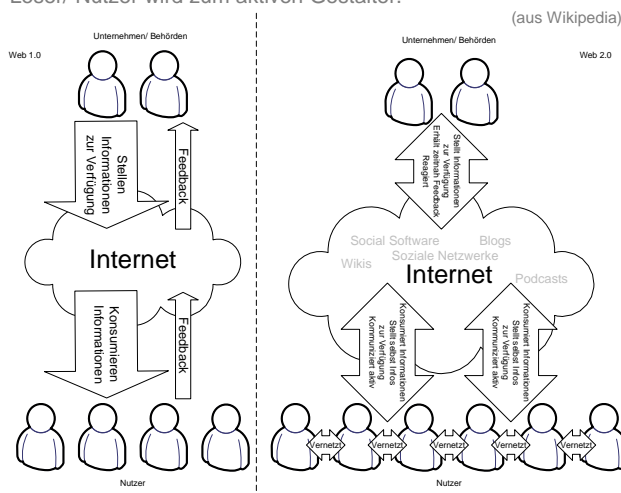 Leser/ Nutzer wird zum aktiven Gestalter.
(aus Wikipedia)
Unternehmen/ Behörden
Web 1.0
Stellen
Informationen
zur Verfügung
Feedback
Internet
Konsumieren
Informationen
Feedback
Nutzer
Unternehmen/ Behörden
Web 2.0
Stellt Informationen
zur Verfügung
Erhält zeitnah Feedback
Reagiert
Social Software
Blogs
Soziale Netzwerke
Wikis
Internet
Podcasts
Konsumiert Informationen
Stellt selbst Infos
zur Verfügung
Kommuniziert aktiv
Konsumiert Informationen
Stellt selbst Infos
zur Verfügung
Kommuniziert aktiv
Vernetzt
Vernetzt
Vernetzt
Vernetzt
Vernetzt
Nutzer